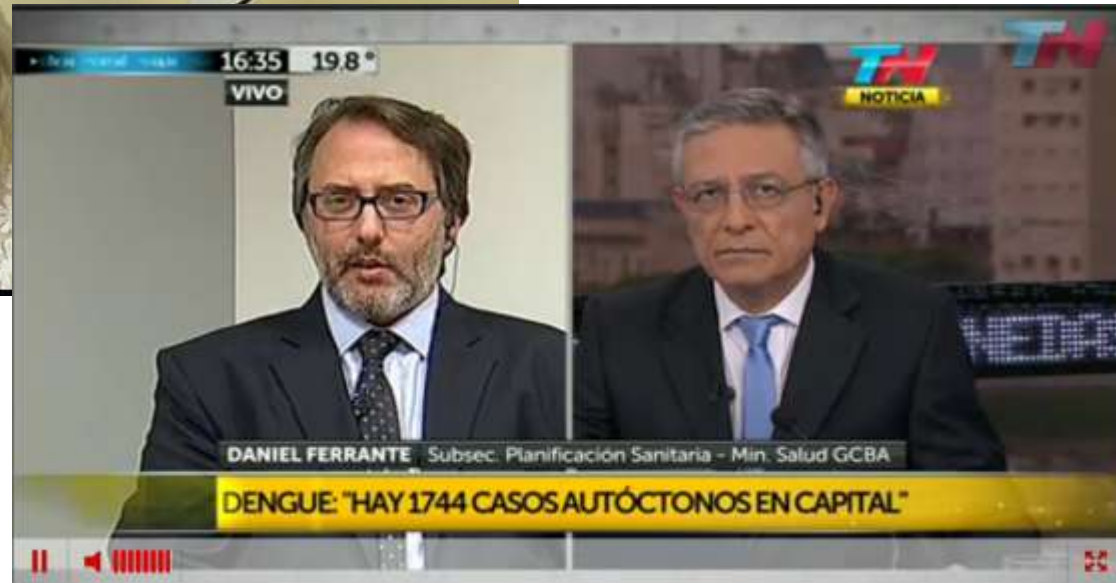 TN
16:35 19.8°
VIVO
TN
NOTICIA
DANIEL FERRANTE Subsec. Planificación Sanitaria - Min. Salud GCBA
DENGUE: "HAY 1744 CASOS AUTÓCTONOS EN CAPITAL"